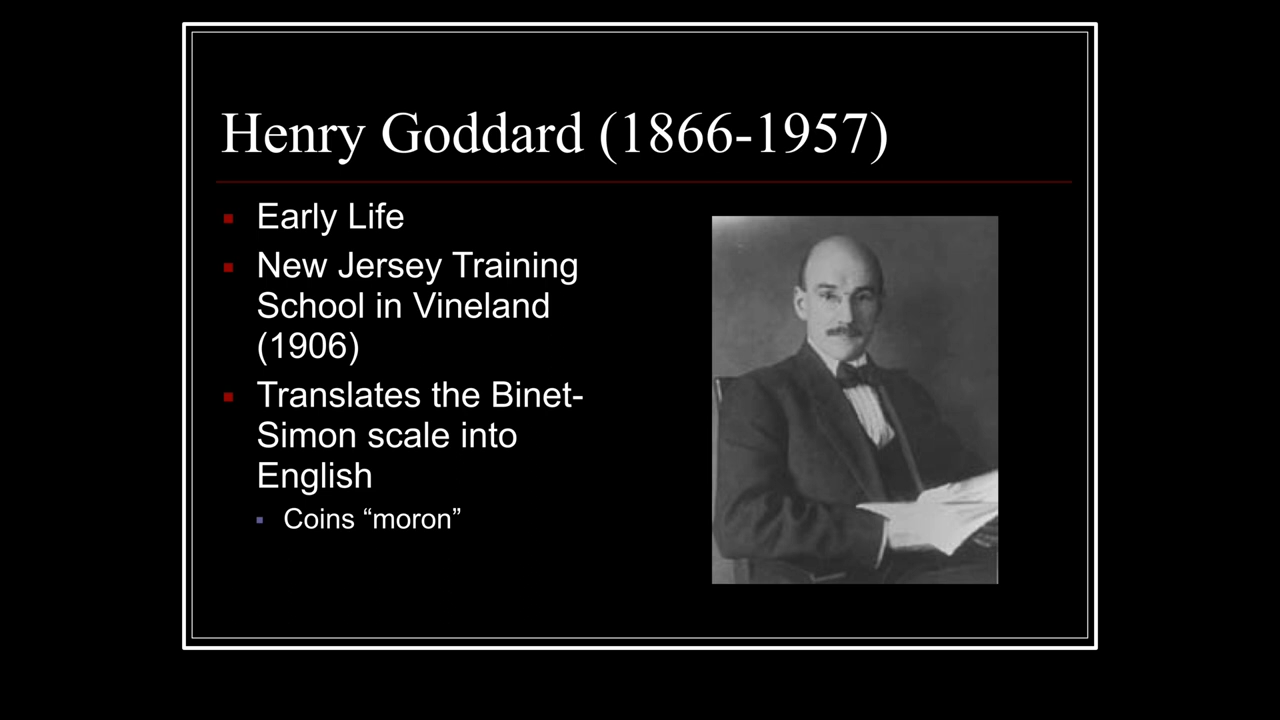 Henry Goddard (1866-1957)
Early Life
New Jersey Training
School in Vineland
(1906)
Translates the Binet-
Simon scale into
English
Coins “moron”